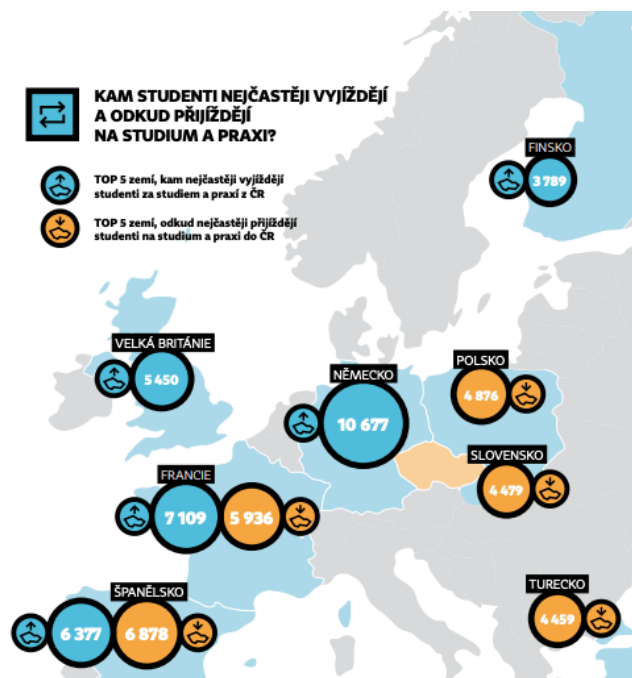 KAM STUDENTI NEJČASTĚJI VYJÍŽDĚJÍ
A ODKUD PŘIJÍŽDĚJÍ
NA STUDIUM A PRAXI?
TOP 5 zemí, kam nejčastěji vyjíždějí
studenti za studiem a praxí z ČR
TOP 5 zemí, odkud nejčastěji přijíždějí
studenti na studium a praxi do ČR
FINSKO
3 789
VELKÁ BRITÁNIE
5 450
NĚMECKO
10 677
POLSKO
4 876
SLOVENSKO
4 479
FRANCIE
7 109
5 936
ŠPANĚLSKO
6 377
6 878
TURECKO
4 459